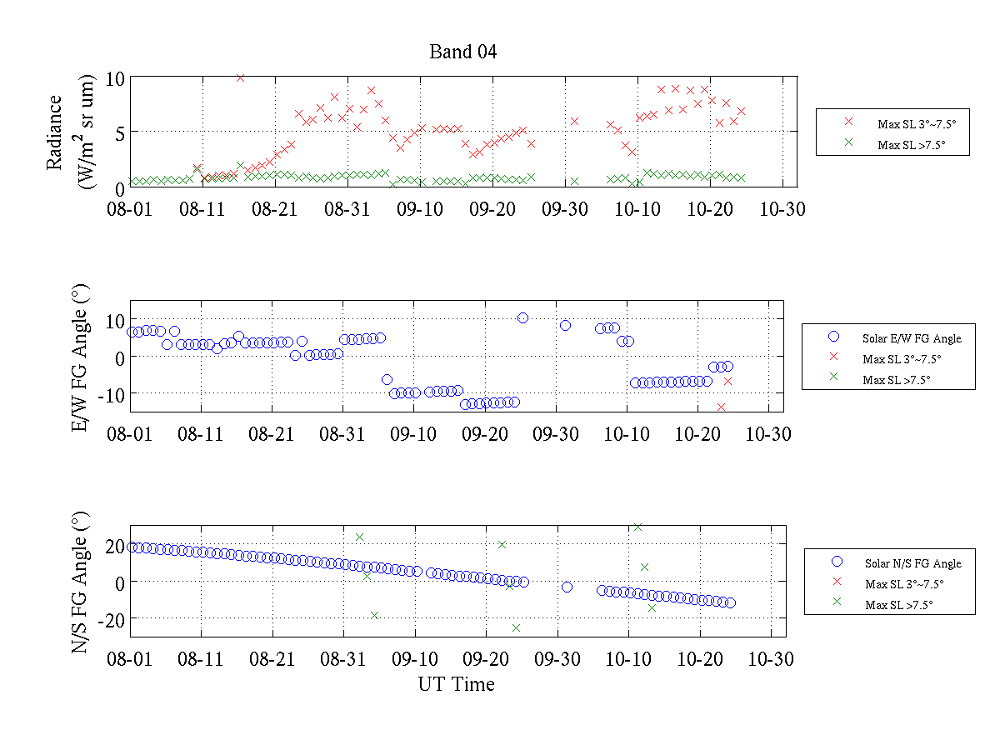 Band 04
Radiance
(W/m² sr um)
10
5
0
08-01 08-11 08-21 08-31 09-10 09-20 09-30 10-10 10-20 10-30
Max SL 3°~7.5°
Max SL >7.5°
E/W FG Angle (°)
10
0
-10
08-01 08-11 08-21 08-31 09-10 09-20 09-30 10-10 10-20 10-30
Solar E/W FG Angle
Max SL 3°~7.5°
Max SL >7.5°
N/S FG Angle (°)
20
0
-20
08-01 08-11 08-21 08-31 09-10 09-20 09-30 10-10 10-20 10-30
UT Time
Solar N/S FG Angle
Max SL 3°~7.5°
Max SL >7.5°